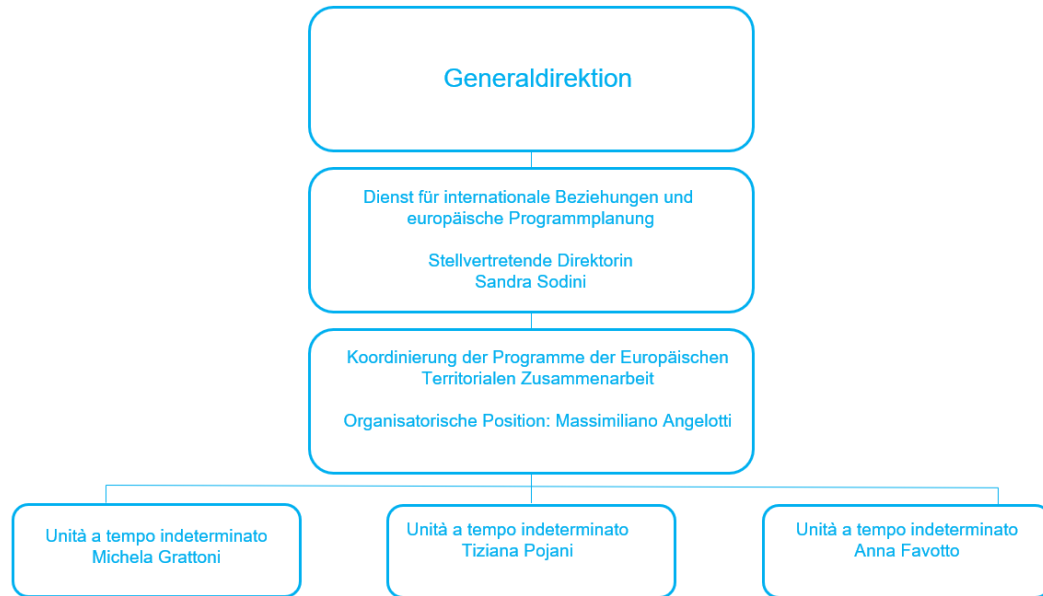 Generaldirektion
Dienst für internationale Beziehungen und
europäische Programmplanung
Stellvertretende Direktorin
Sandra Sodini
Koordinierung der Programme der Europäischen
Territorialen Zusammenarbeit
Organisatorische Position: Massimiliano Angelotti
Unità a tempo indeterminato
Michela Grattoni
Unità a tempo indeterminato
Tiziana Pojani
Unità a tempo indeterminato
Anna Favotto